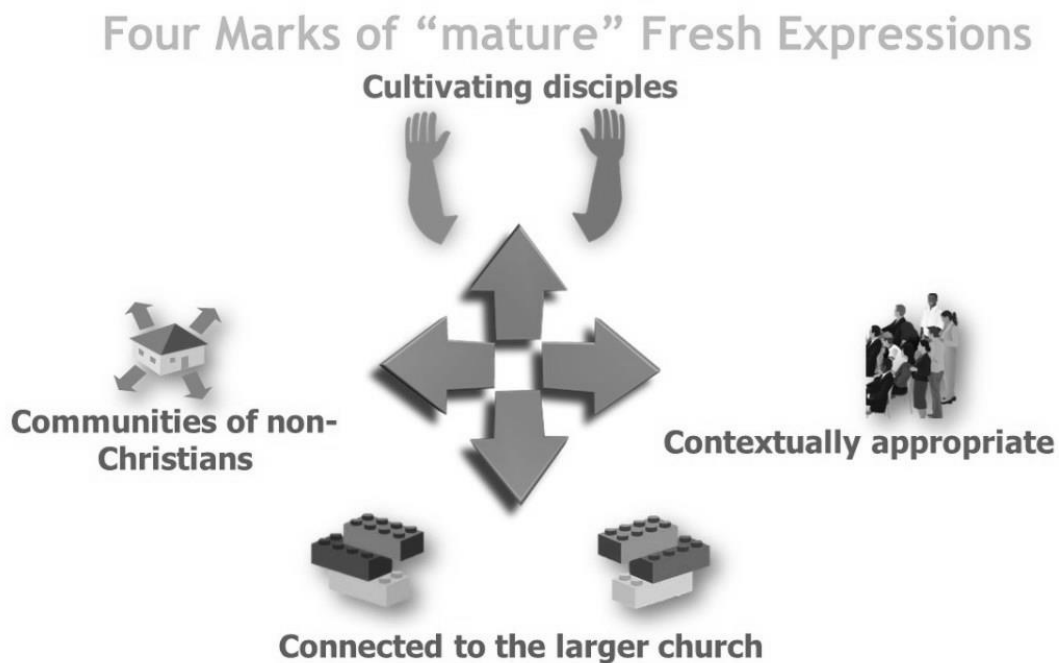 Four Marks of “mature” Fresh Expressions
Cultivating disciples
Communities of non-
Christians
Contextually appropriate
Connected to the larger church